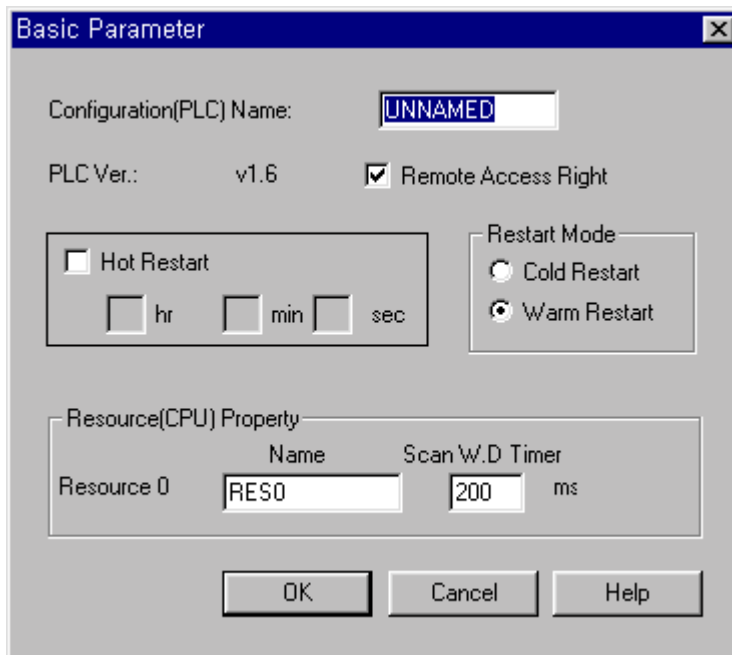 Basic Parameter
Configuration(PLC) Name: UNNAMED
PLC Ver.: v1.6 Remote Access Right
Hot Restart
hr min sec
Restart Mode
Cold Restart
Warm Restart
Resource(CPU) Property
Name Scan W.D Timer
Resource 0 RES0 200 ms
OK Cancel Help